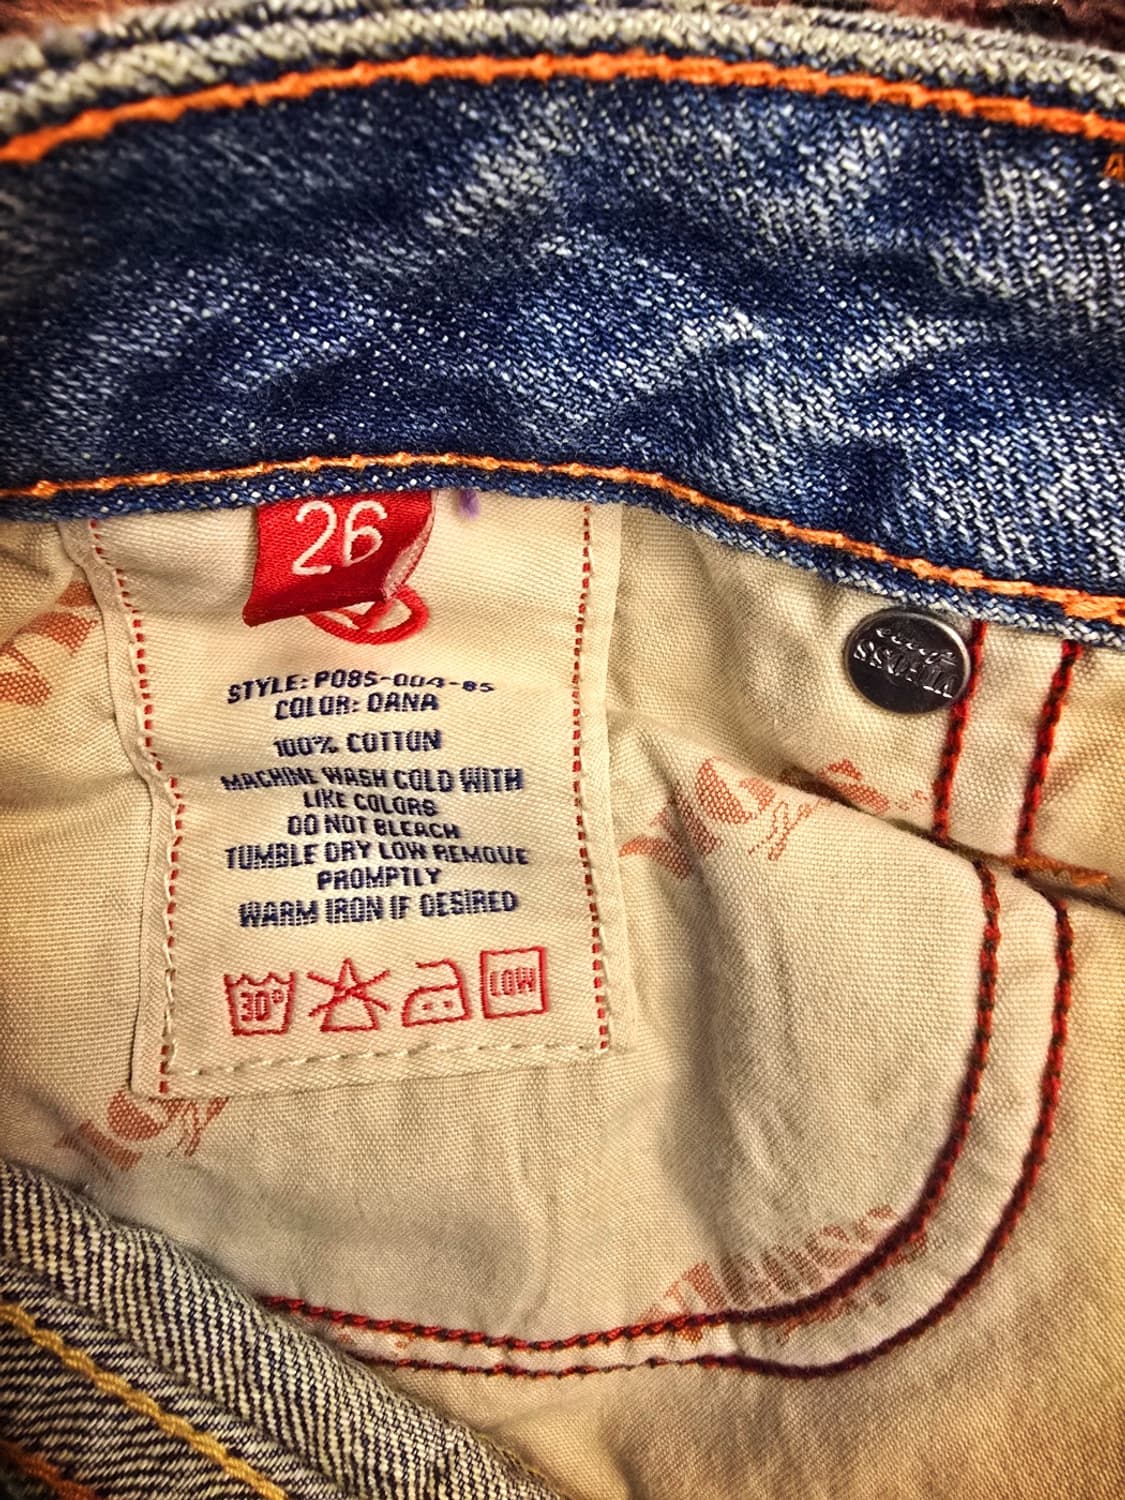 26
STYLE: P085-004-85
COLOR: DANA
100% COTTON
MACHINE WASH COLD WITH
LIKE COLORS
DO NOT BLEACH
TUMBLE DRY LOW REMOVE
PROMPTLY
WARM IRON IF DESIRED
30°
LOW